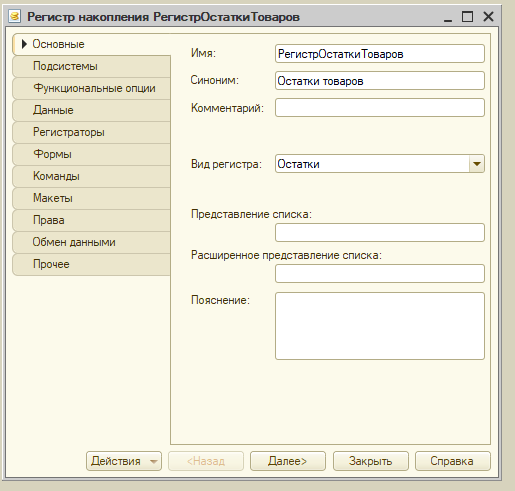 Регистр накопления РегистрОстаткиТоваров
Основные
Подсистемы
Функциональные опции
Данные
Регистраторы
Формы
Команды
Макеты
Права
Обмен данными
Прочее
Имя: РегистрОстаткиТоваров
Синоним: Остатки товаров
Комментарий:
Вид регистра: Остатки
Представление списка:
Расширенное представление списка:
Пояснение:
Действия <Назад Далее> Закрыть Справка